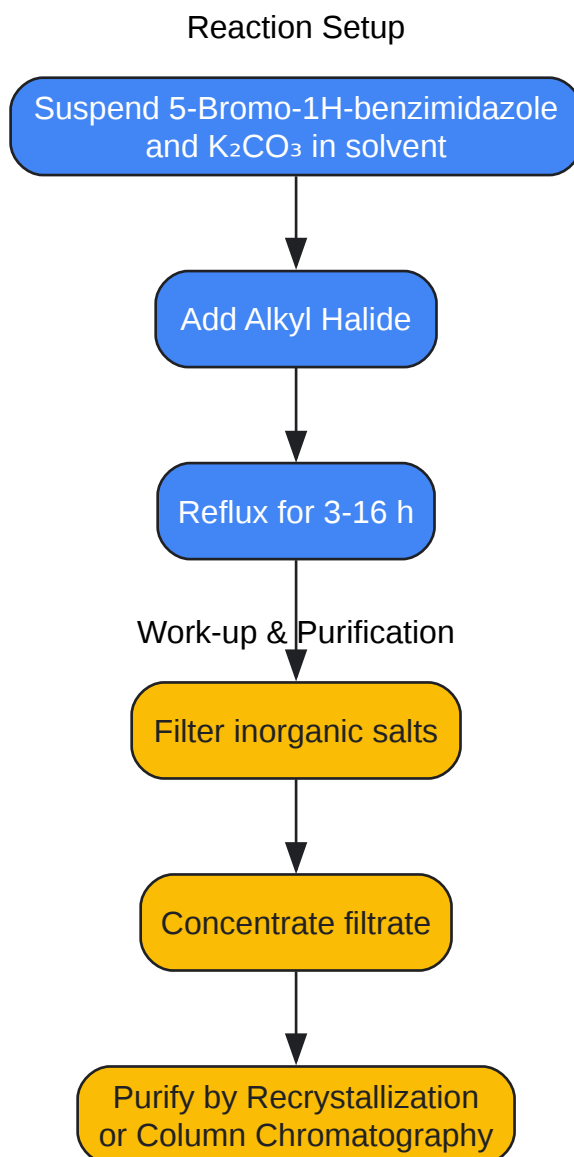 Reaction Setup
Suspend 5-Bromo-1H-benzimidazole
and K₂CO₃ in solvent
Add Alkyl Halide
Reflux for 3-16 h
Work-up & Purification
Filter inorganic salts
Concentrate filtrate
Purify by Recrystallization
or Column Chromatography